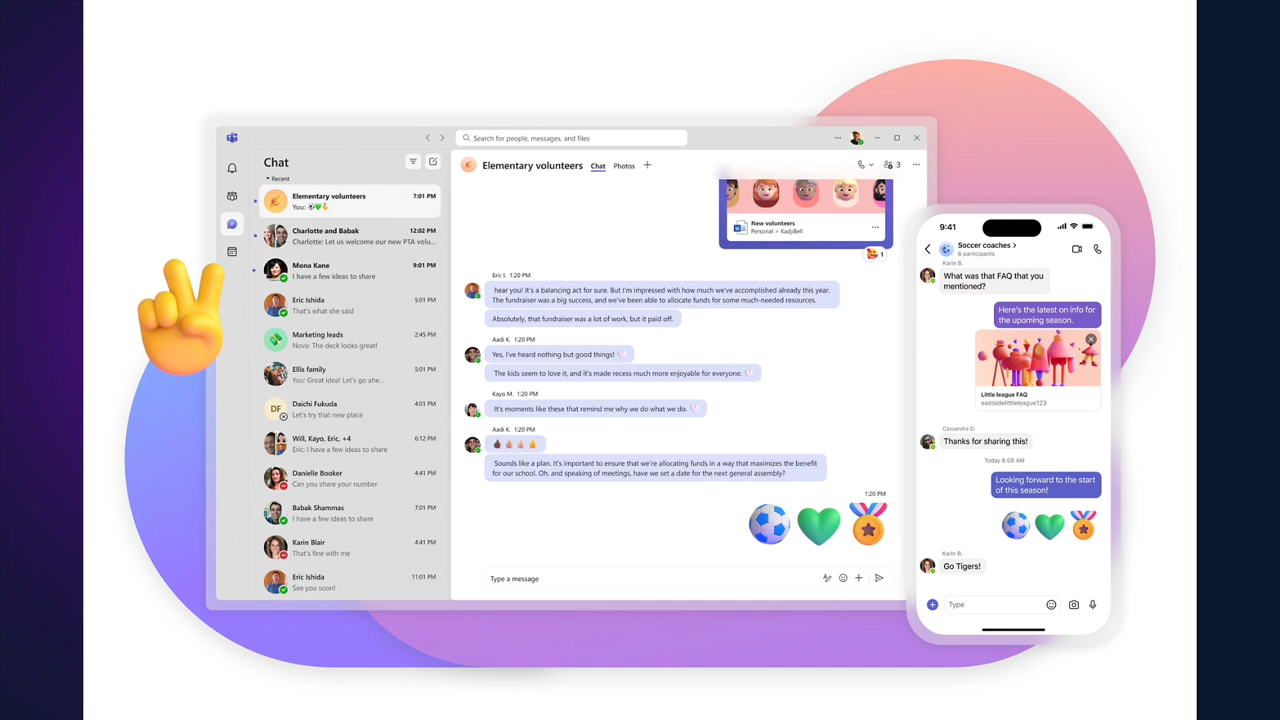 Search for people, messages, and files
Chat
Recent
Elementary volunteers
7:01 PM
You:
Charlotte and Babak
12:02 PM
Charlotte: Let us welcome our new PTA volu...
Mona Kane
9:01 PM
I have a few ideas to share
Eric Ishida
5:01 PM
That's what she said
Marketing leads
2:45 PM
Nova: The deck looks great!
Ellis family
5:01 PM
You: Great idea! Let's go ahe...
DF
Daichi Fukuda
4:01 PM
Let's try that new place
Will, Kayo, Eric, +4
6:12 PM
Eric: I have a few ideas to share
Danielle Booker
4:41 PM
Can you share your number
Babak Shammas
7:01 PM
I have a few ideas to share
Karin Blair
4:41 PM
That's fine with me
Eric Ishida
11:01 PM
See you soon!
Elementary volunteers
Chat
Photos
3
W
New volunteers
Personal > KadjiBell
1
Eric I. 1:20 PM
hear you! It's a balancing act for sure. But I'm impressed with how much we've accomplished already this year.
The fundraiser was a big success, and we've been able to allocate funds for some much-needed resources.
Absolutely, that fundraiser was a lot of work, but it paid off.
Aadi K. 1:20 PM
Yes, I've heard nothing but good things!
The kids seem to love it, and it's made recess much more enjoyable for everyone.
Kayo M. 1:20 PM
It's moments like these that remind me why we do what we do.
Aadi K. 1:20 PM
Sounds like a plan. It's important to ensure that we're allocating funds in a way that maximizes the benefit
for our school. Oh, and speaking of meetings, have we set a date for the next general assembly?
1:20 PM
Type a message
9:41
Soccer coaches >
6 participants
Karin B.
What was that FAQ that you
mentioned?
Here's the latest on info for
the upoming season.
Little league FAQ
eastsidelittleleague123
Cassandra D.
Thanks for sharing this!
Today 8:08 AM
Looking forward to the start
of this season!
Karin B.
Go Tigers!
Type